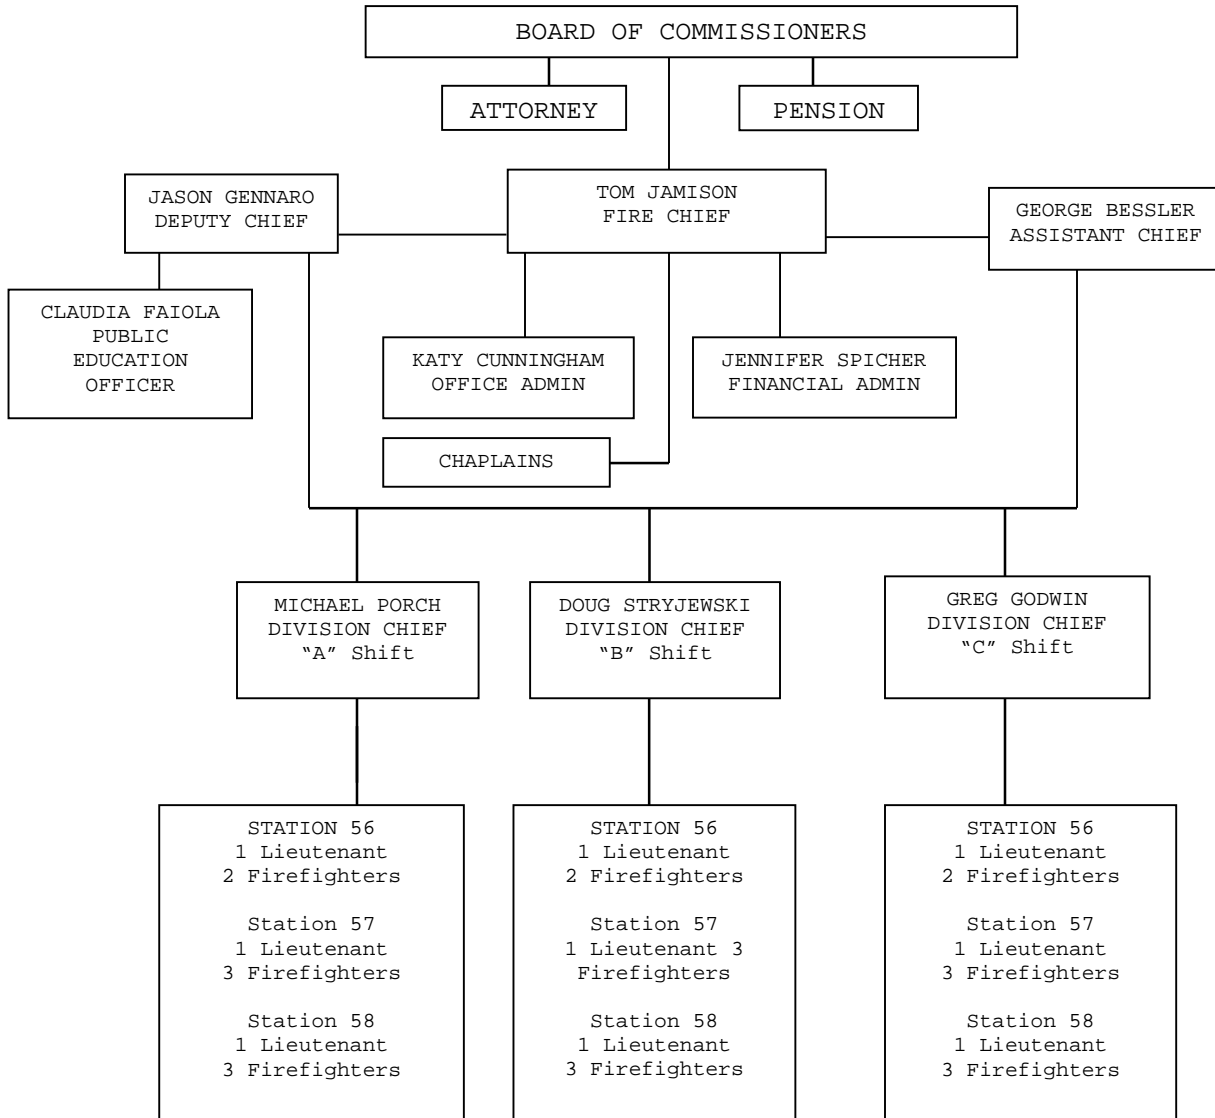 BOARD OF COMMISSIONERS
ATTORNEY
PENSION
JASON GENNARO
DEPUTY CHIEF
TOM JAMISON
FIRE CHIEF
GEORGE BESSLER
ASSISTANT CHIEF
CLAUDIA FAIOLA
PUBLIC
EDUCATION
OFFICER
KATY CUNNINGHAM
OFFICE ADMIN
JENNIFER SPICHER
FINANCIAL ADMIN
CHAPLAINS
MICHAEL PORCH
DIVISION CHIEF
“A” Shift
DOUG STRYJEWSKI
DIVISION CHIEF
“B” Shift
GREG GODWIN
DIVISION CHIEF
“C” Shift
STATION 56
1 Lieutenant
2 Firefighters
Station 57
1 Lieutenant
3 Firefighters
Station 58
1 Lieutenant
3 Firefighters
STATION 56
1 Lieutenant
2 Firefighters
Station 57
1 Lieutenant 3
Firefighters
Station 58
1 Lieutenant
3 Firefighters
STATION 56
1 Lieutenant
2 Firefighters
Station 57
1 Lieutenant
3 Firefighters
Station 58
1 Lieutenant
3 Firefighters